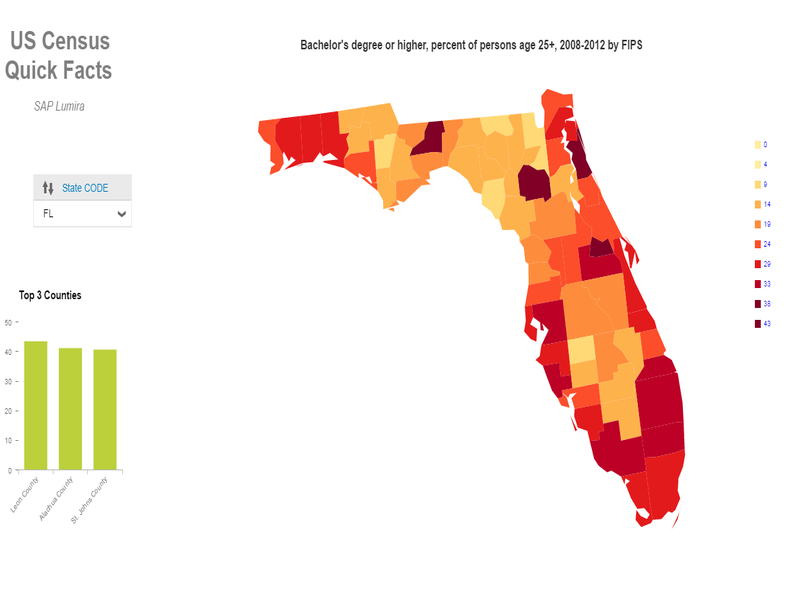 US Census
Quick Facts
SAP Lumira
Bachelor's degree or higher, percent of persons age 25+, 2008-2012 by FIPS
State CODE
FL
0
4
9
14
19
24
29
33
38
43
Top 3 Counties
50
40
30
20
10
0
Leon County
Alachua County
St. Johns County